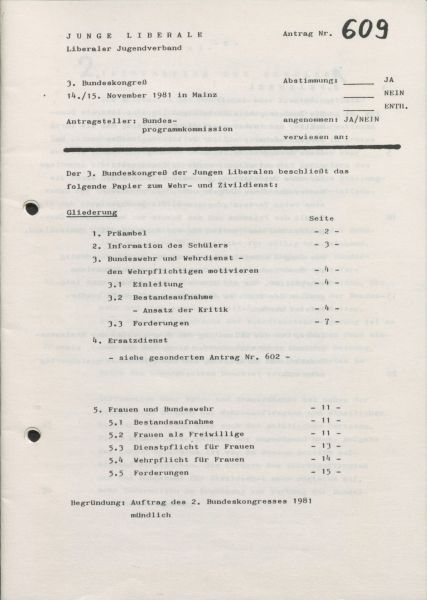 JUNGE LIBERALE Antrag Nr. 609
Liberaler Jugendverband
3. Bundeskongreß Abstimmung: ____ JA
14./15. November 1981 in Mainz ____ NEIN
____ ENTH.
Antragsteller: Bundes- angenommen: JA/NEIN
programmkommission verwiesen an:
Der 3. Bundeskongreß der Jungen Liberalen beschließt das
folgende Papier zum Wehr- und Zivildienst:
Gliederung Seite
1. Präambel - 2 -
2. Information des Schülers - 3 -
3. Bundeswehr und Wehrdienst -
den Wehrpflichtigen motivieren - 4 -
3.1 Einleitung - 4 -
3.2 Bestandsaufnahme
- Ansatz der Kritik - 4 -
3.3 Forderungen - 7 -
4. Ersatzdienst
- siehe gesonderten Antrag Nr. 602 -
5. Frauen und Bundeswehr - 11 -
5.1 Bestandsaufnahme - 11 -
5.2 Frauen als Freiwillige - 11 -
5.3 Dienstpflicht für Frauen - 13 -
5.4 Wehrpflicht für Frauen - 14 -
5.5 Forderungen - 15 -
Begründung: Auftrag des 2. Bundeskongresses 1981
mündlich